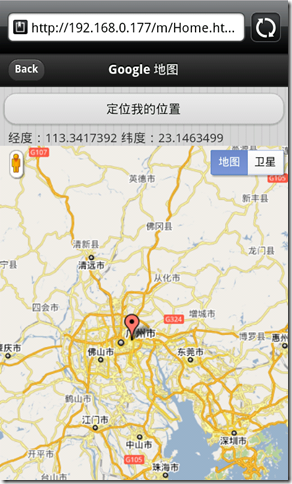 http://192.168.0.177/m/Home.ht...
Back
Google 地图
定位我的位置
经度：113.3417392 纬度：23.1463499
地图
卫星
G107
英德市
新丰县
佛冈县
清新县
龙门县
清远市
宁县
从化市
四会市
增城市
G324
肇庆市
广州市
博罗县
惠州
佛山市
东莞市
鹤山市
江门市
中山市
深圳市
开平市
G105
珠海市
台山市